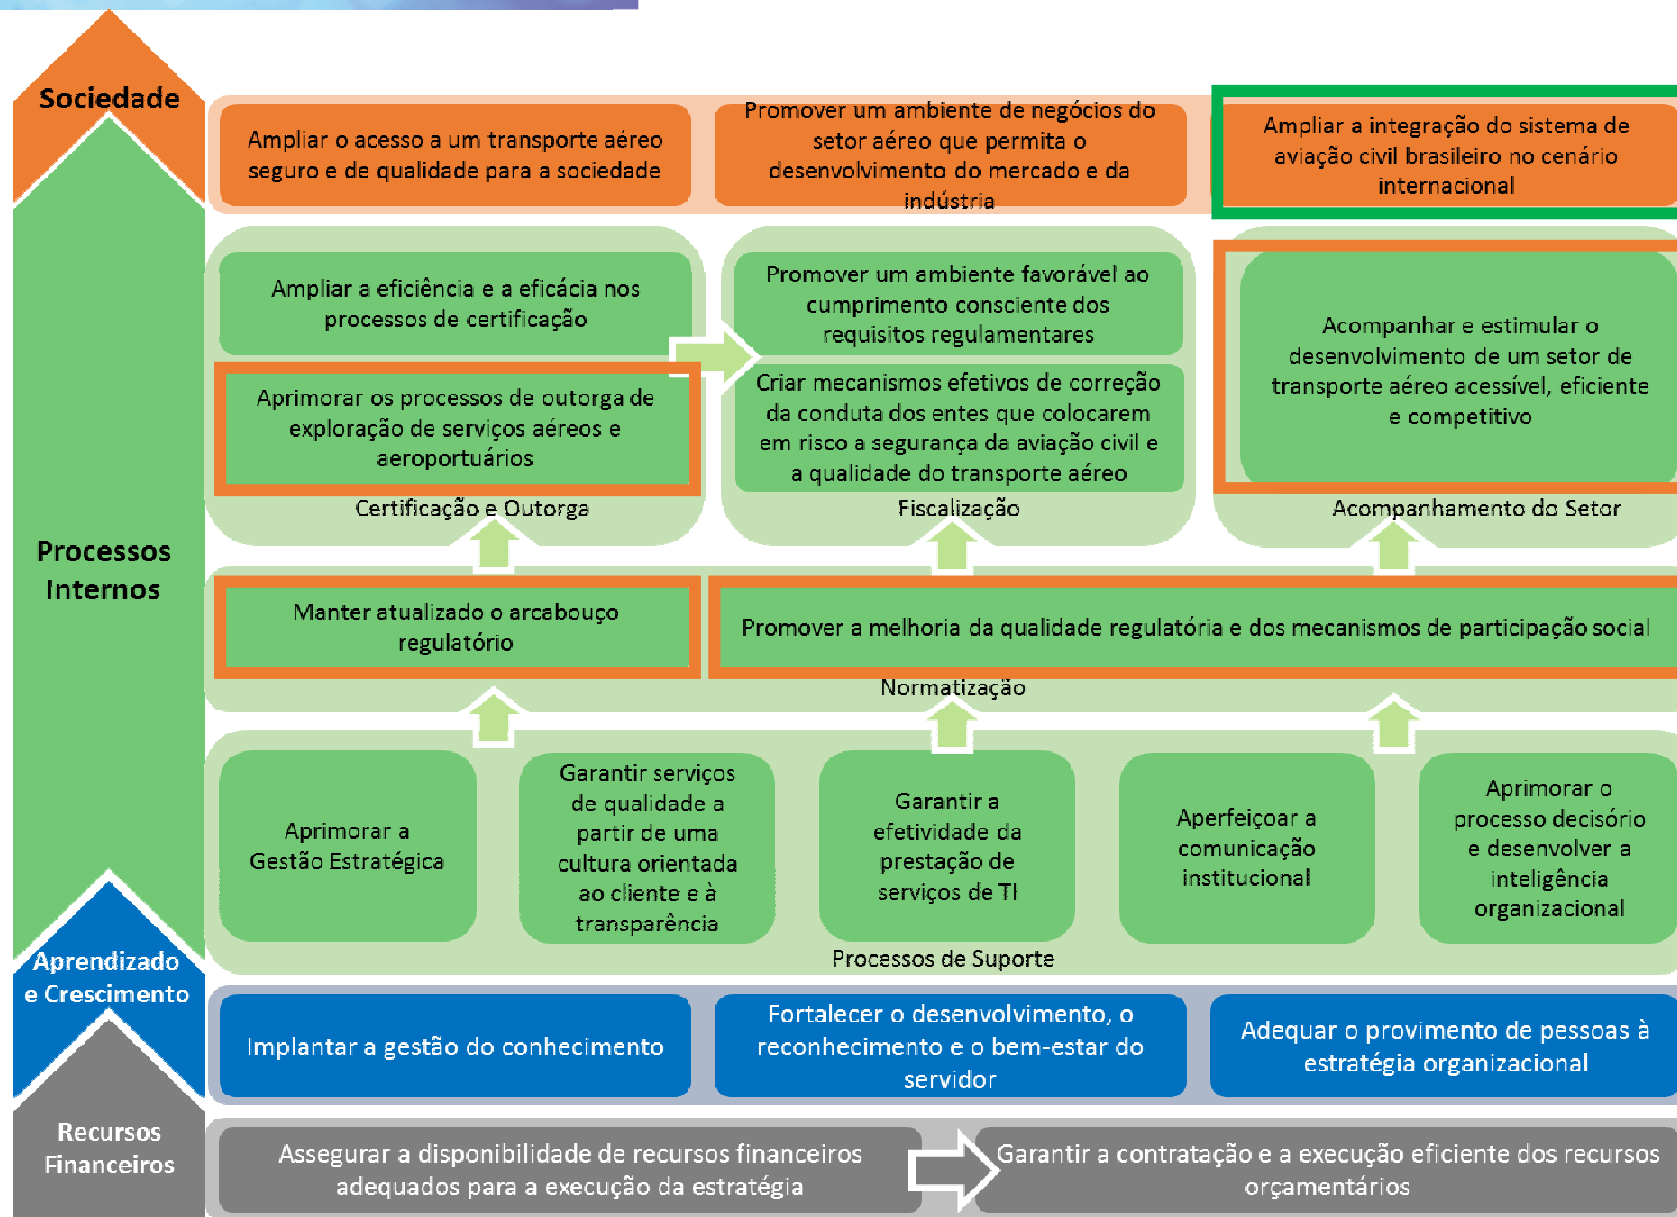 Sociedade
Ampliar o acesso a um transporte aéreo
seguro e de qualidade para a sociedade
Promover um ambiente de negócios do
setor aéreo que permita o
desenvolvimento do mercado e da
indústria
Ampliar a integração do sistema de
aviação civil brasileiro no cenário
internacional
Processos
Internos
Ampliar a eficiência e a eficácia nos
processos de certificação
Aprimorar os processos de outorga de
exploração de serviços aéreos e
aeroportuários
Certificação e Outorga
Promover um ambiente favorável ao
cumprimento consciente dos
requisitos regulamentares
Criar mecanismos efetivos de correção
da conduta dos entes que colocarem
em risco a segurança da aviação civil e
a qualidade do transporte aéreo
Fiscalização
Acompanhar e estimular o
desenvolvimento de um setor de
transporte aéreo acessível, eficiente
e competitivo
Acompanhamento do Setor
Manter atualizado o arcabouço
regulatório
Promover a melhoria da qualidade regulatória e dos mecanismos de participação social
Normatização
Aprimorar a
Gestão Estratégica
Garantir serviços
de qualidade a
partir de uma
cultura orientada
ao cliente e à
transparência
Garantir a
efetividade da
prestação de
serviços de TI
Aperfeiçoar a
comunicação
institucional
Aprimorar o
processo decisório
e desenvolver a
inteligência
organizacional
Processos de Suporte
Aprendizado
e Crescimento
Implantar a gestão do conhecimento
Fortalecer o desenvolvimento, o
reconhecimento e o bem-estar do
servidor
Adequar o provimento de pessoas à
estratégia organizacional
Recursos
Financeiros
Assegurar a disponibilidade de recursos financeiros
adequados para a execução da estratégia
Garantir a contratação e a execução eficiente dos recursos
orçamentários